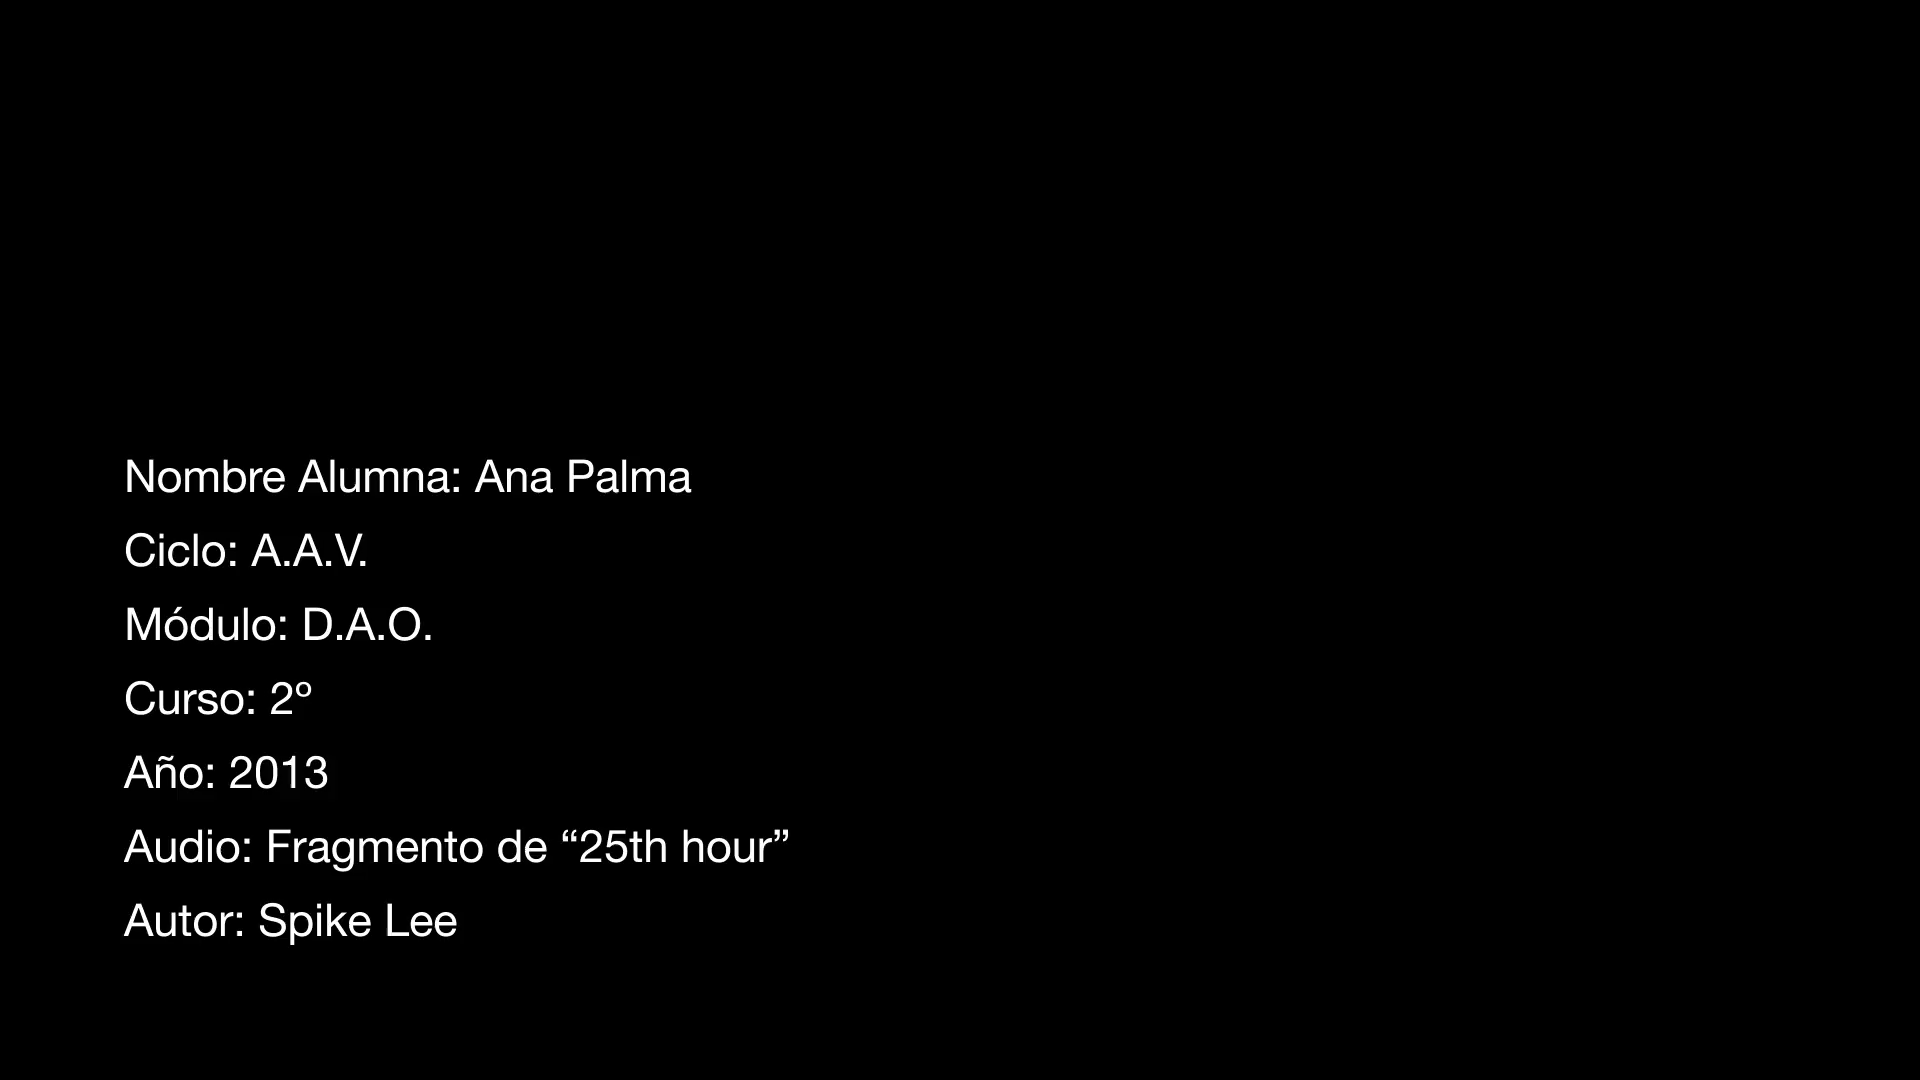 Nombre Alumna: Ana Palma
Ciclo: A.A.V.
Módulo: D.A.O.
Curso: 2º
Año: 2013
Audio: Fragmento de “25th hour”
Autor: Spike Lee